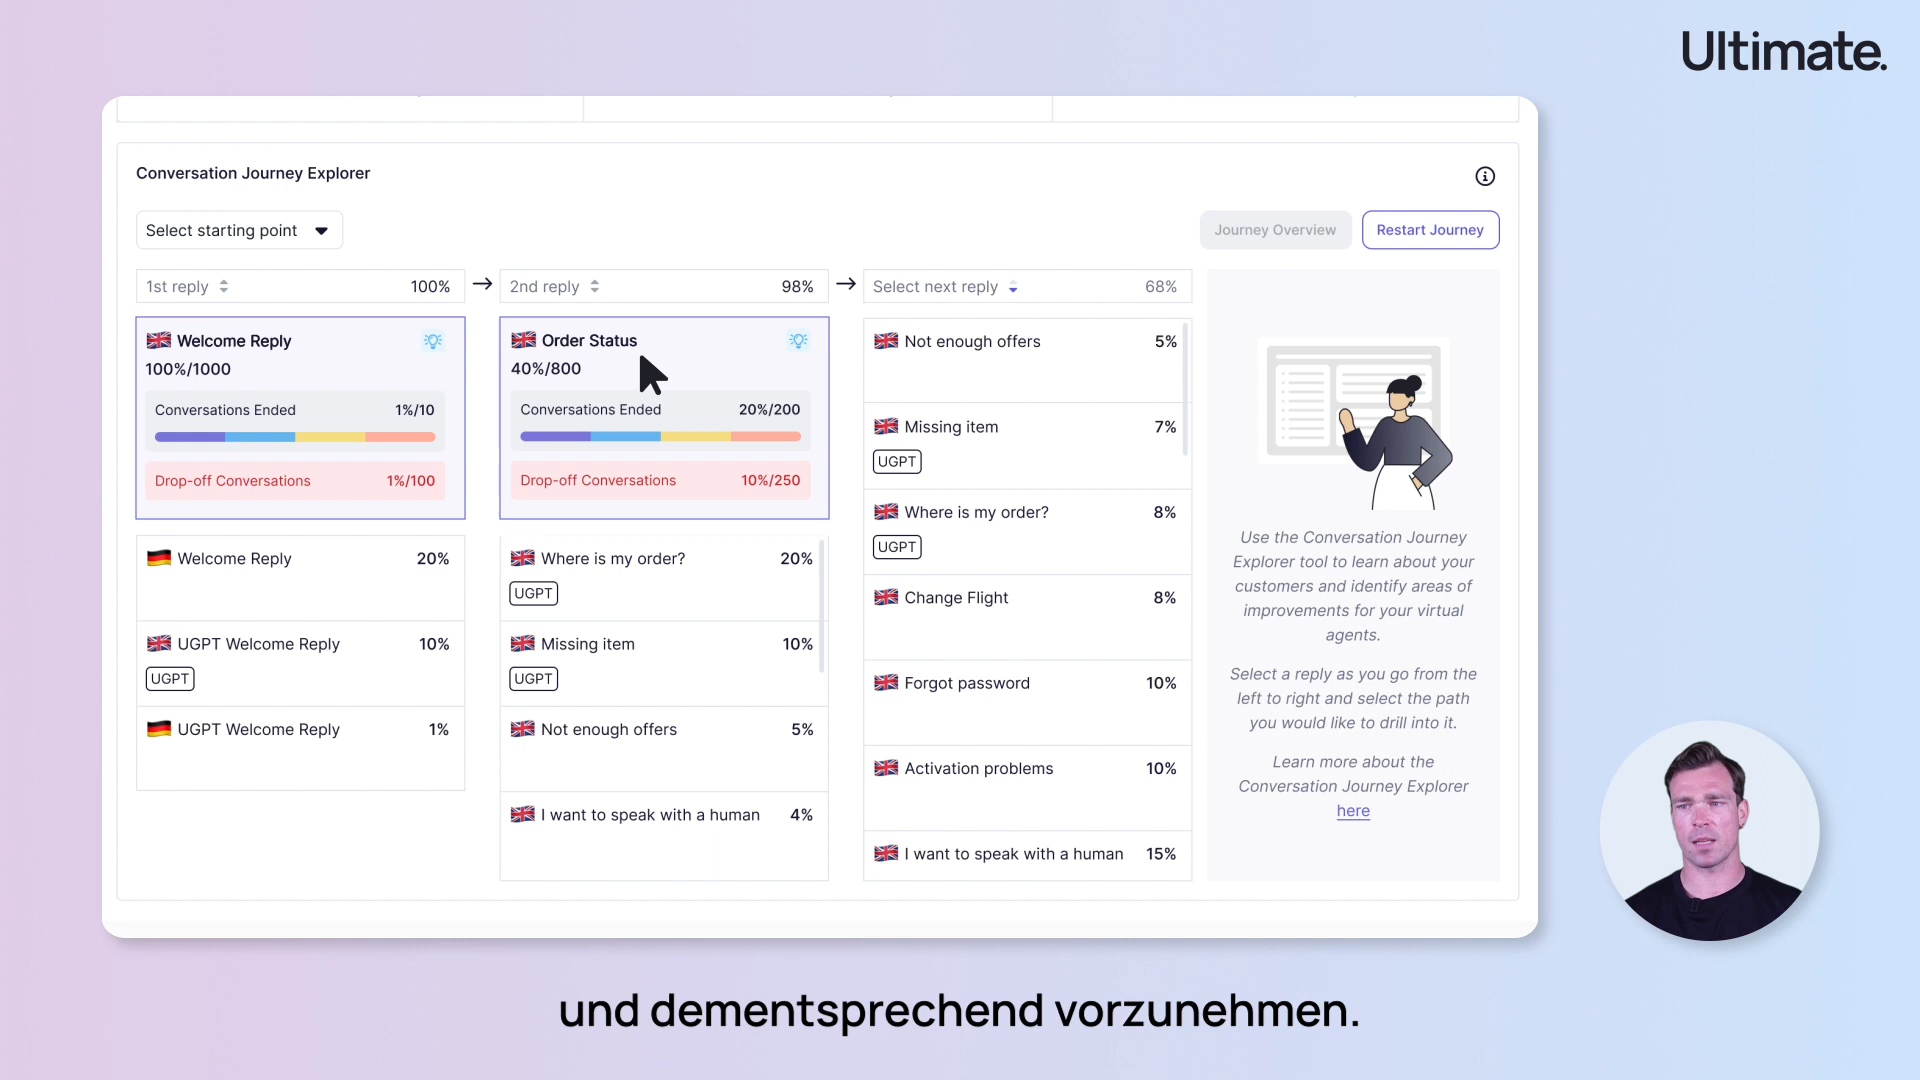 Ultimate.
Conversation Journey Explorer
Select starting point
Journey Overview
Restart Journey
1st reply 100%
2nd reply 98%
Select next reply 68%
Welcome Reply
100%/1000
Conversations Ended 1%/10
Drop-off Conversations 1%/100
Welcome Reply 20%
UGPT Welcome Reply 10%
UGPT
UGPT Welcome Reply 1%
Order Status
40%/800
Conversations Ended 20%/200
Drop-off Conversations 10%/250
Where is my order? 20%
UGPT
Missing item 10%
UGPT
Not enough offers 5%
I want to speak with a human 4%
Not enough offers 5%
Missing item 7%
UGPT
Where is my order? 8%
UGPT
Change Flight 8%
Forgot password 10%
Activation problems 10%
I want to speak with a human 15%
Use the Conversation Journey
Explorer tool to learn about your
customers and identify areas of
improvements for your virtual
agents.
Select a reply as you go from the
left to right and select the path
you would like to drill into it.
Learn more about the
Conversation Journey Explorer
here
und dementsprechend vorzunehmen.